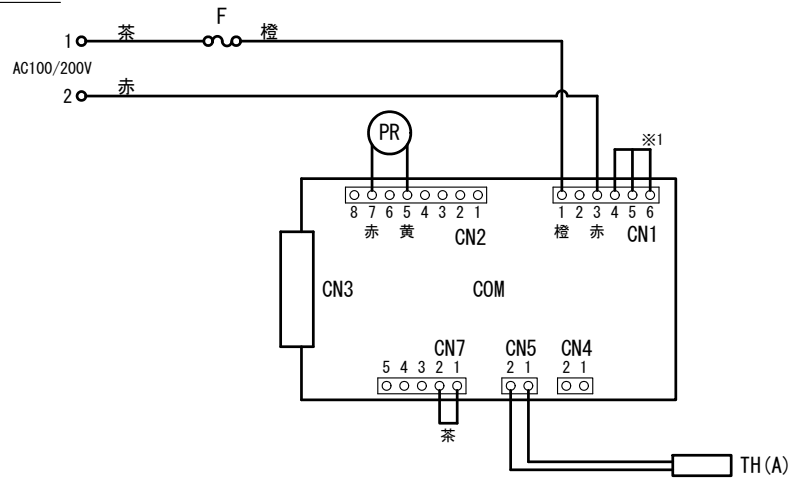 F
1 茶 橙
AC100/200V
2 赤
PR
※1
8 7 6 5 4 3 2 1
1 2 3 4 5 6
赤 黄
橙 赤
CN2
CN1
CN3
COM
CN7
CN5
CN4
5 4 3 2 1
2 1
2 1
茶
TH(A)